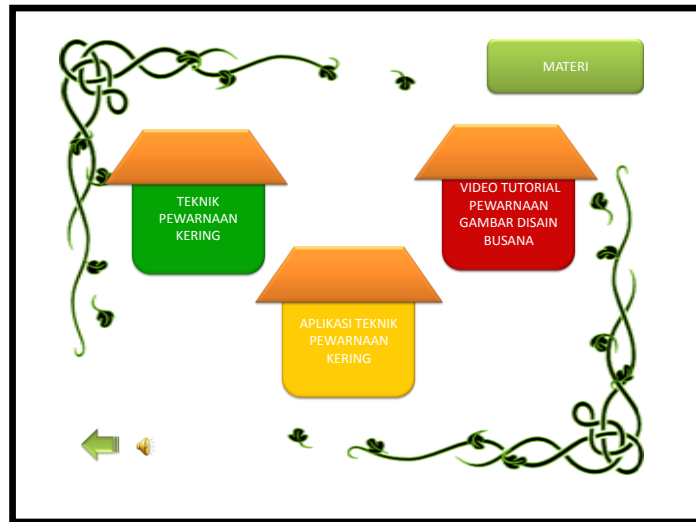 MATERI
TEKNIK
PEWARNAAN
KERING
VIDEO TUTORIAL
PEWARNAAN
GAMBAR DISAIN
BUSANA
APLIKASI TEKNIK
PEWARNAAN
KERING